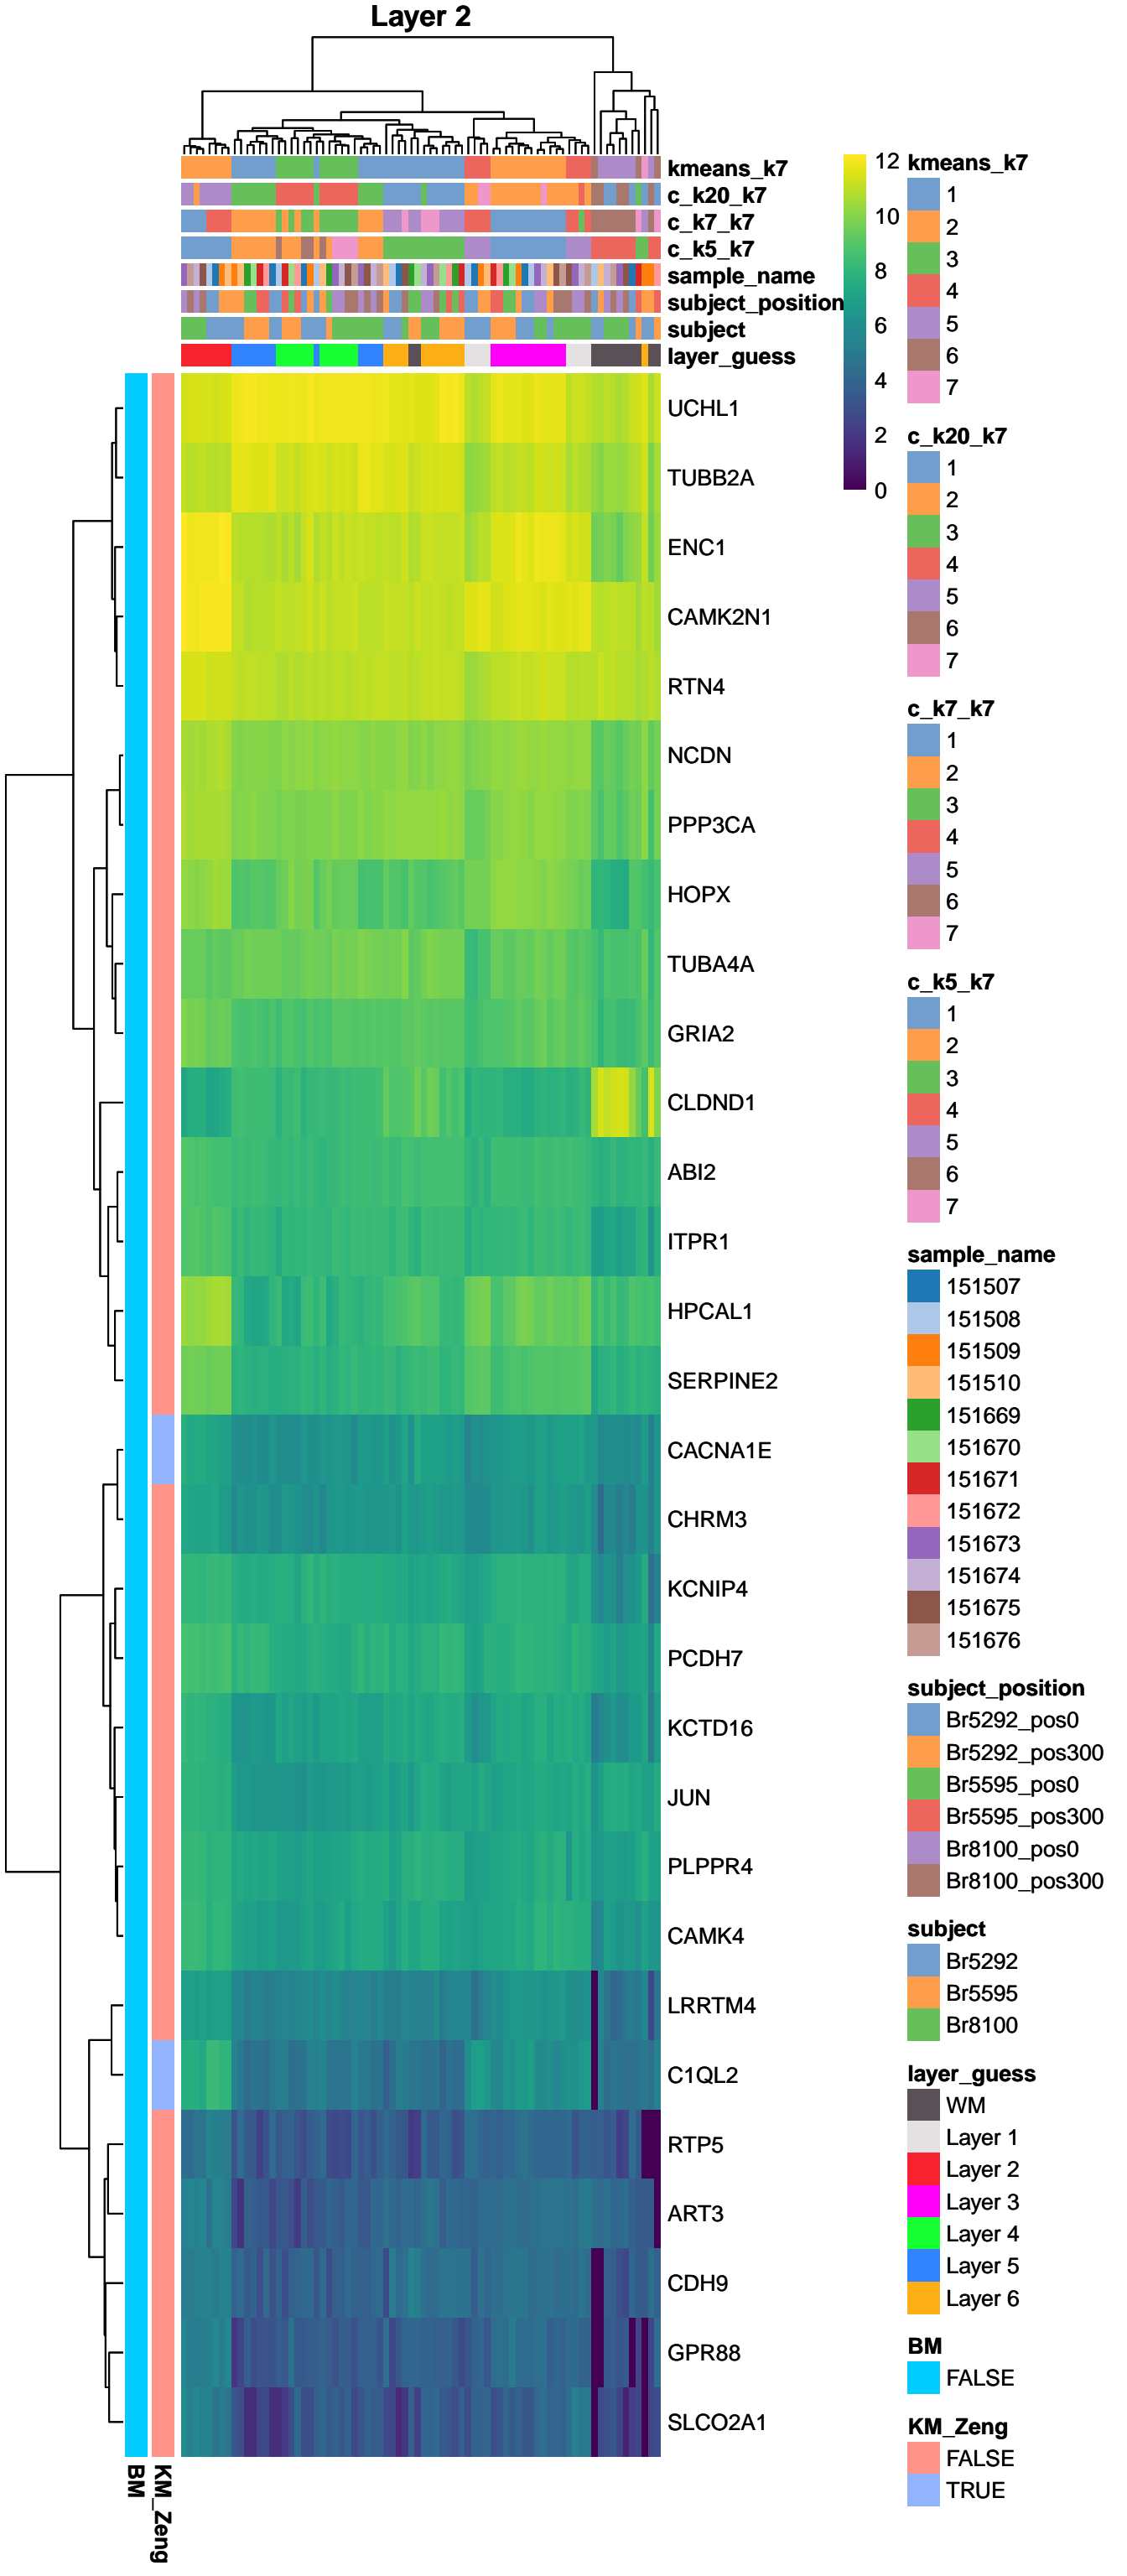 Layer 2
kmeans_k7
c_k20_k7
c_k7_k7
c_k5_k7
sample_name
subject_position
subject
layer_guess
UCHL1
TUBB2A
ENC1
CAMK2N1
RTN4
NCDN
PPP3CA
HOPX
TUBA4A
GRIA2
CLDND1
ABI2
ITPR1
HPCAL1
SERPINE2
CACNA1E
CHRM3
KCNIP4
PCDH7
KCTD16
JUN
PLPPR4
CAMK4
LRRTM4
C1QL2
RTP5
ART3
CDH9
GPR88
SLCO2A1
BM
KM_Zeng
12
10
8
6
4
2
0
kmeans_k7
1
2
3
4
5
6
7
c_k20_k7
1
2
3
4
5
6
7
c_k7_k7
1
2
3
4
5
6
7
c_k5_k7
1
2
3
4
5
6
7
sample_name
151507
151508
151509
151510
151669
151670
151671
151672
151673
151674
151675
151676
subject_position
Br5292_pos0
Br5292_pos300
Br5595_pos0
Br5595_pos300
Br8100_pos0
Br8100_pos300
subject
Br5292
Br5595
Br8100
layer_guess
WM
Layer 1
Layer 2
Layer 3
Layer 4
Layer 5
Layer 6
BM
FALSE
KM_Zeng
FALSE
TRUE